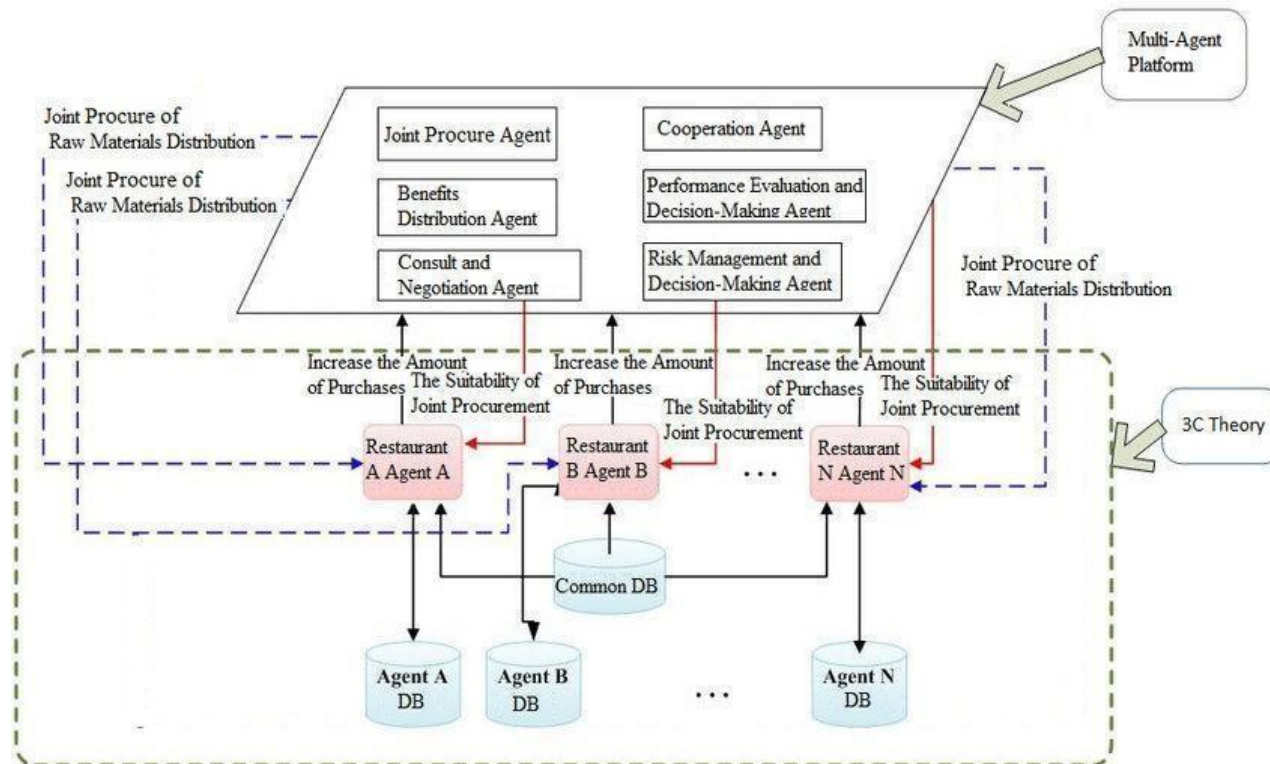 Multi-Agent
Platform
Joint Procure of
Raw Materials Distribution
Joint Procure of
Raw Materials Distribution
Joint Procure Agent
Cooperation Agent
Benefits
Distribution Agent
Performance Evaluation and
Decision-Making Agent
Consult and
Negotiation Agent
Risk Management and
Decision-Making Agent
Joint Procure of
Raw Materials Distribution
Increase the Amount
of Purchases
The Suitability of
Joint Procurement
Increase the Amount
of Purchases
The Suitability of
Joint Procurement
Increase the Amount
of Purchases
The Suitability of
Joint Procurement
3C Theory
Restaurant
A Agent A
Restaurant
B Agent B
...
Restaurant
N Agent N
Common DB
Agent A
DB
Agent B
DB
...
Agent N
DB